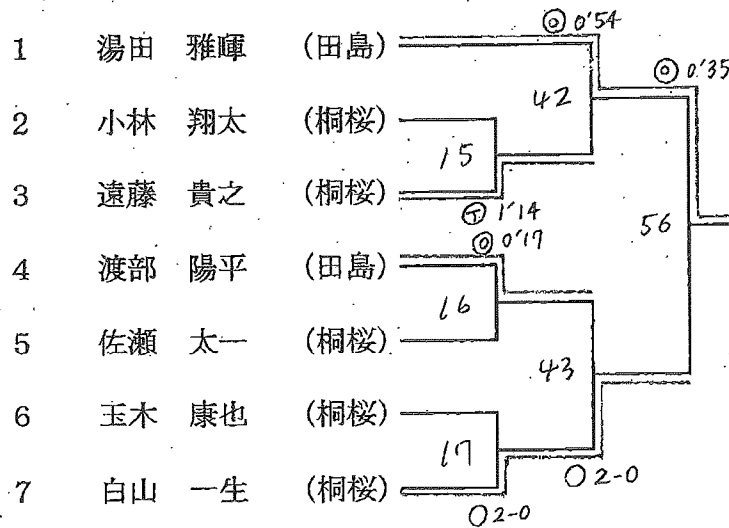 ◎ 0'54
1 湯田 雅暉 (田島)
◎ 0'35
42
2 小林 翔太 (桐桜)
15
3 遠藤 貴之 (桐桜)
Ⓣ 1'14
56
◎ 0'17
4 渡部 陽平 (田島)
16
5 佐瀬 太一 (桐桜)
43
6 玉木 康也 (桐桜)
17
○2-0
7 白山 一生 (桐桜)
○2-0